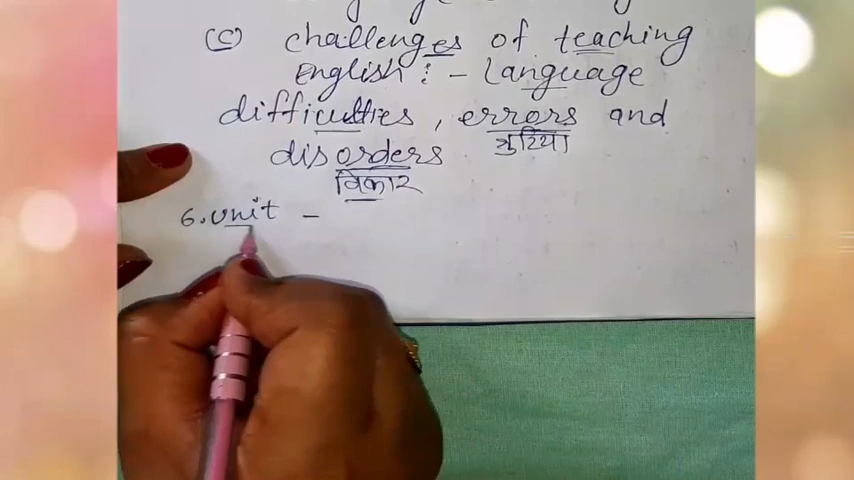 (C) challenges of teaching
English :- Language
difficulties, errors and
त्रुटियां
disorders
विकार
6. Unit -